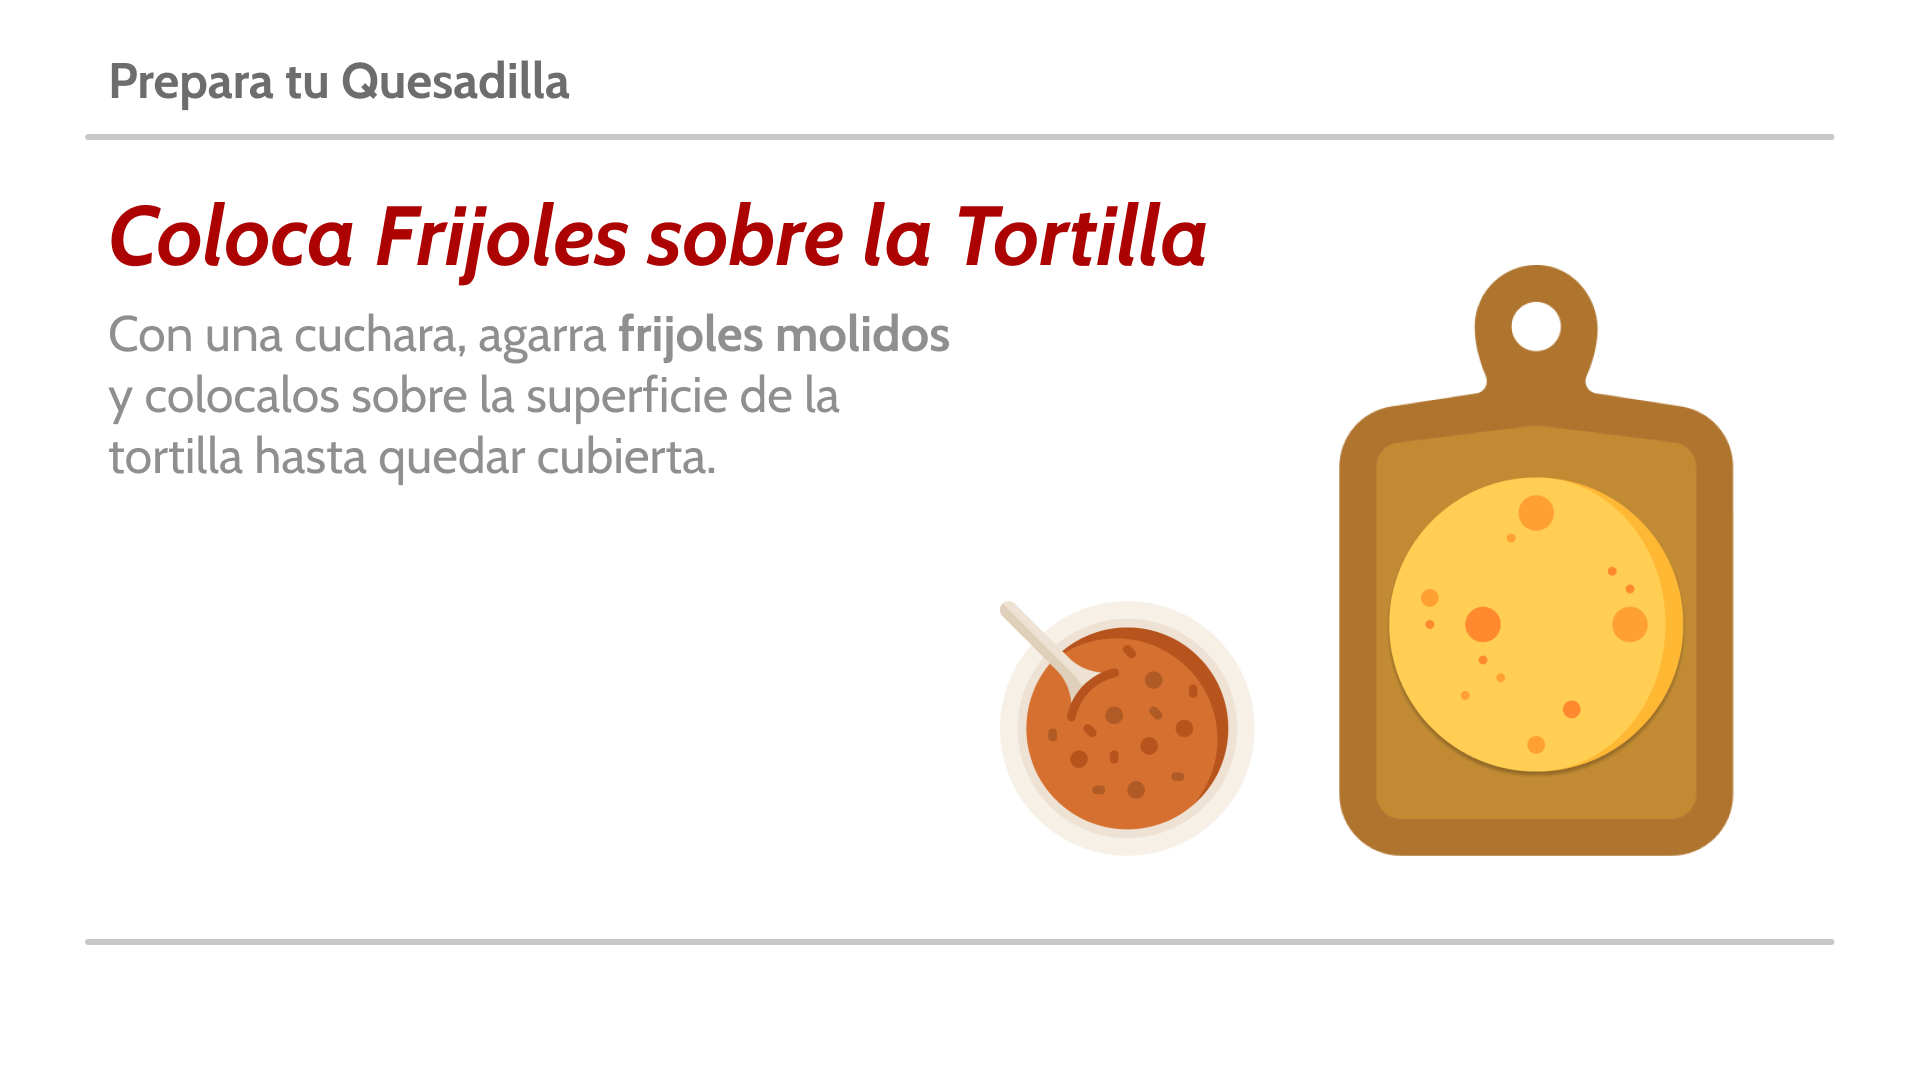 Prepara tu Quesadilla
Coloca Frijoles sobre la Tortilla
Con una cuchara, agarra frijoles molidos
y colocalos sobre la superficie de la
tortilla hasta quedar cubierta.